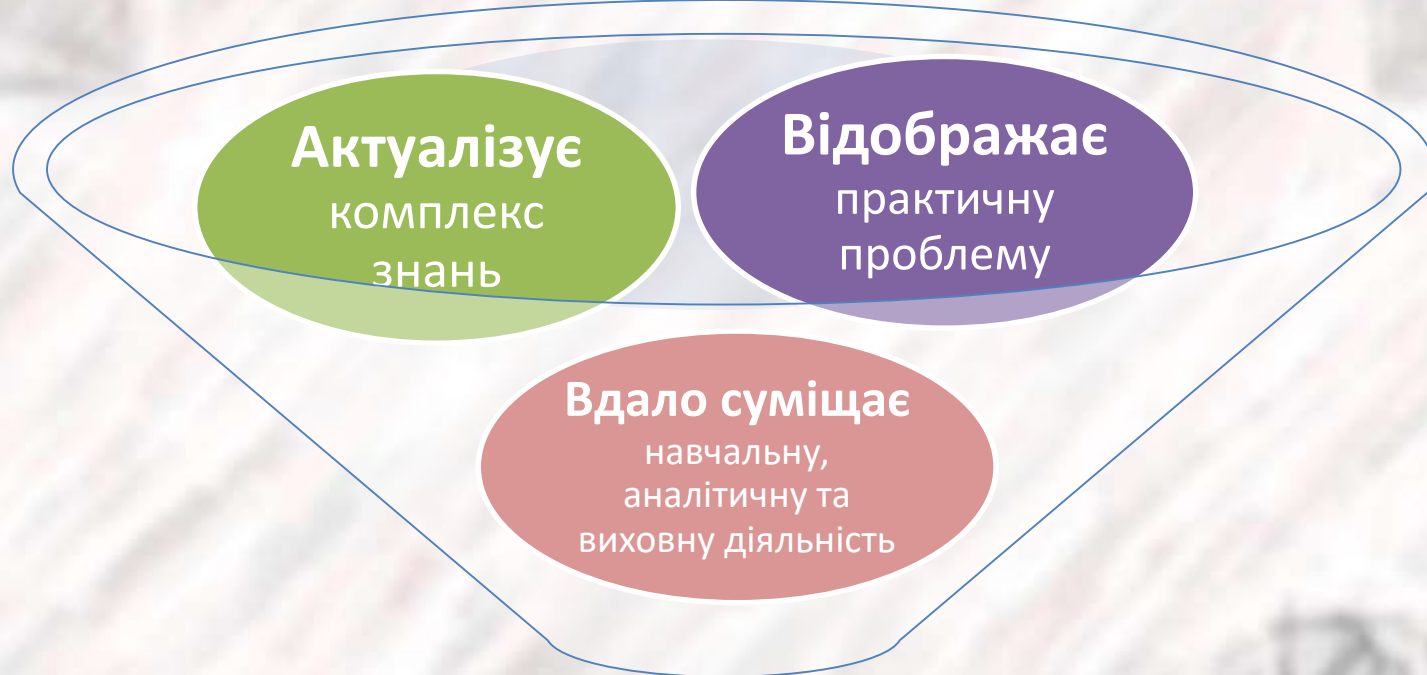 Актуалізує
комплекс
знань
Відображає
практичну
проблему
Вдало суміщає
навчальну,
аналітичну та
виховну діяльність